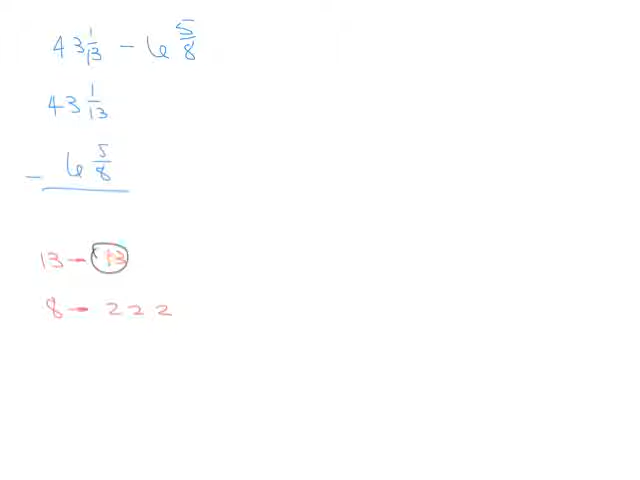 43 1/13 - 6 5/8
43 1/13
- 6 5/8
13 - 13
8 - 2 2 2